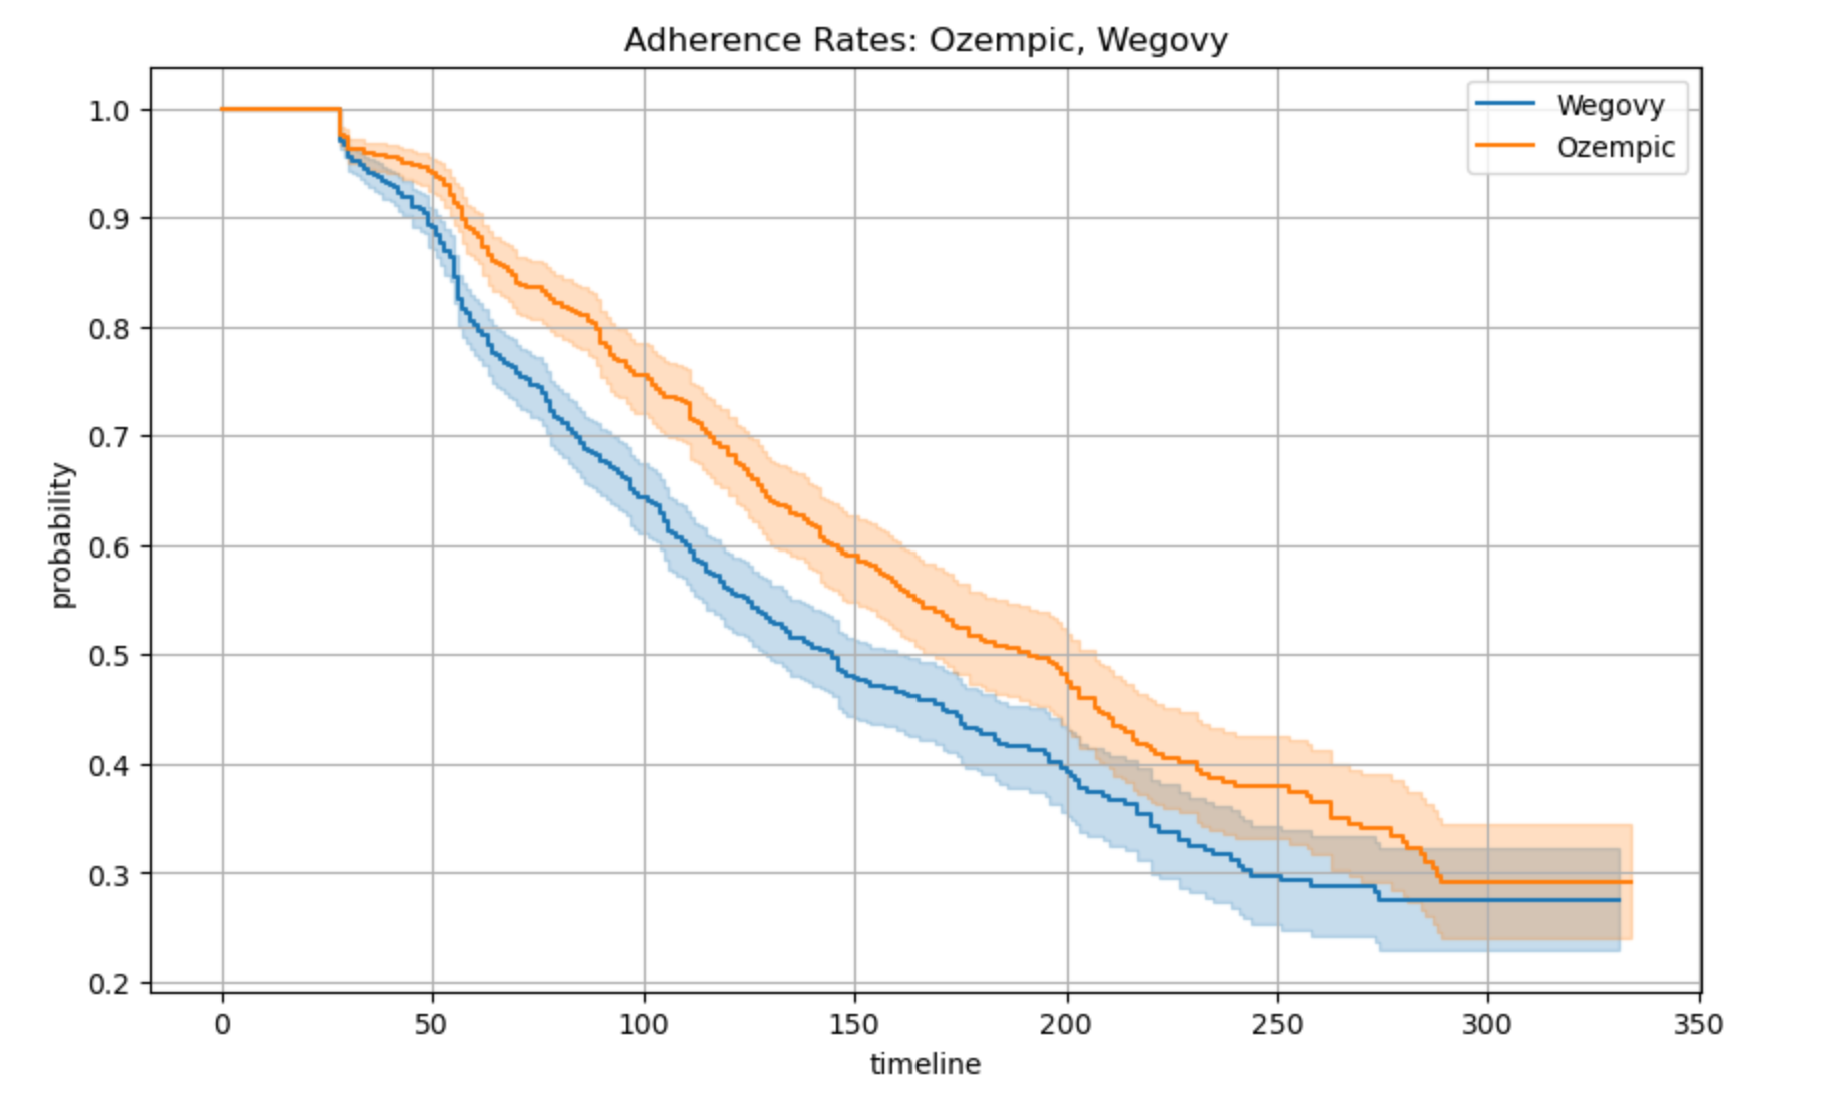 Adherence Rates: Ozempic, Wegovy
Wegovy
Ozempic
1.0
0.9
0.8
0.7
0.6
0.5
0.4
0.3
0.2
probability
0 50 100 150 200 250 300 350
timeline